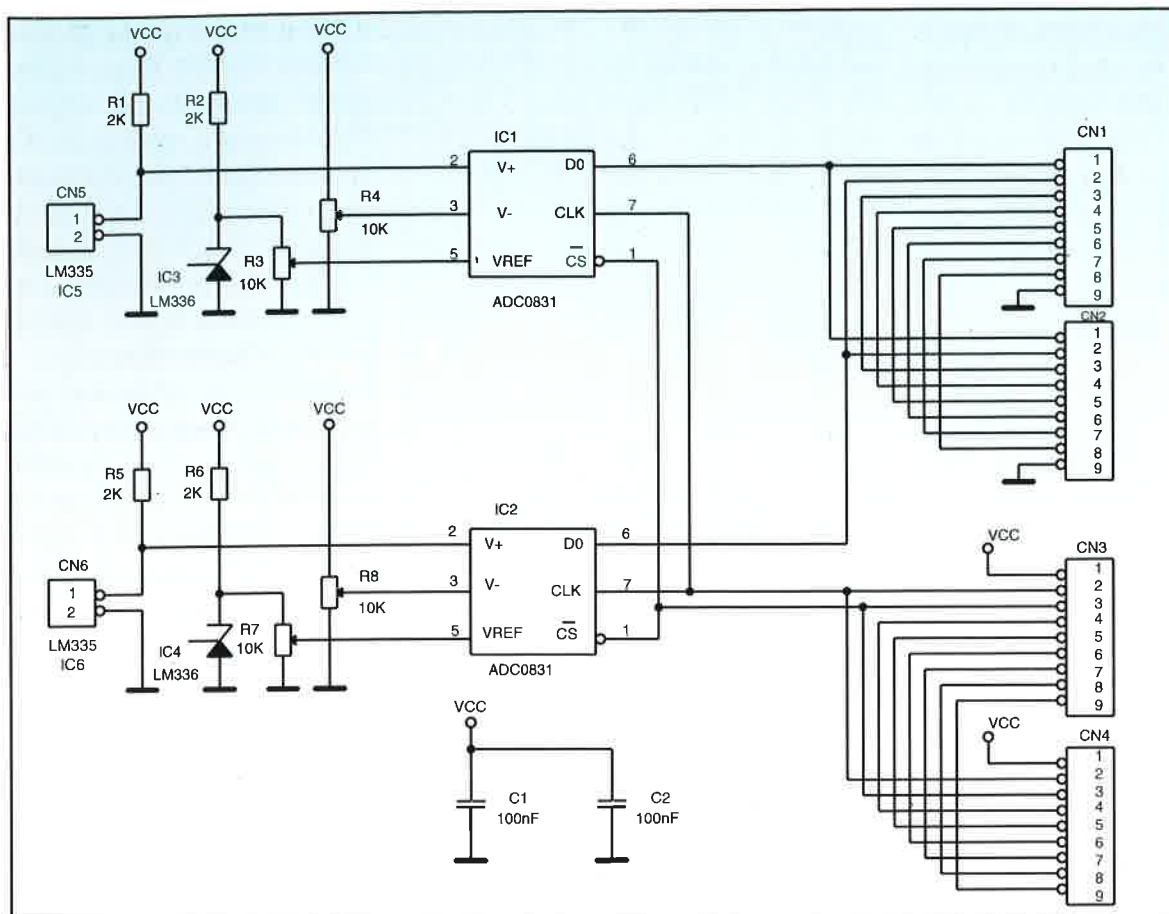 VCC
VCC
VCC
R1
2K
R2
2K
CN5
1
2
LM335
IC5
IC3
LM336
R3
10K
R4
10K
IC1
2
V+
D0
6
3
V-
CLK
7
5
VREF
CS
1
ADC0831
CN1
1
2
3
4
5
6
7
8
9
CN2
1
2
3
4
5
6
7
8
9
VCC
VCC
VCC
R5
2K
R6
2K
CN6
1
2
LM335
IC6
IC4
LM336
R7
10K
R8
10K
IC2
2
V+
D0
6
3
V-
CLK
7
5
VREF
CS
1
ADC0831
VCC
CN3
1
2
3
4
5
6
7
8
9
VCC
CN4
1
2
3
4
5
6
7
8
9
VCC
C1
100nF
C2
100nF